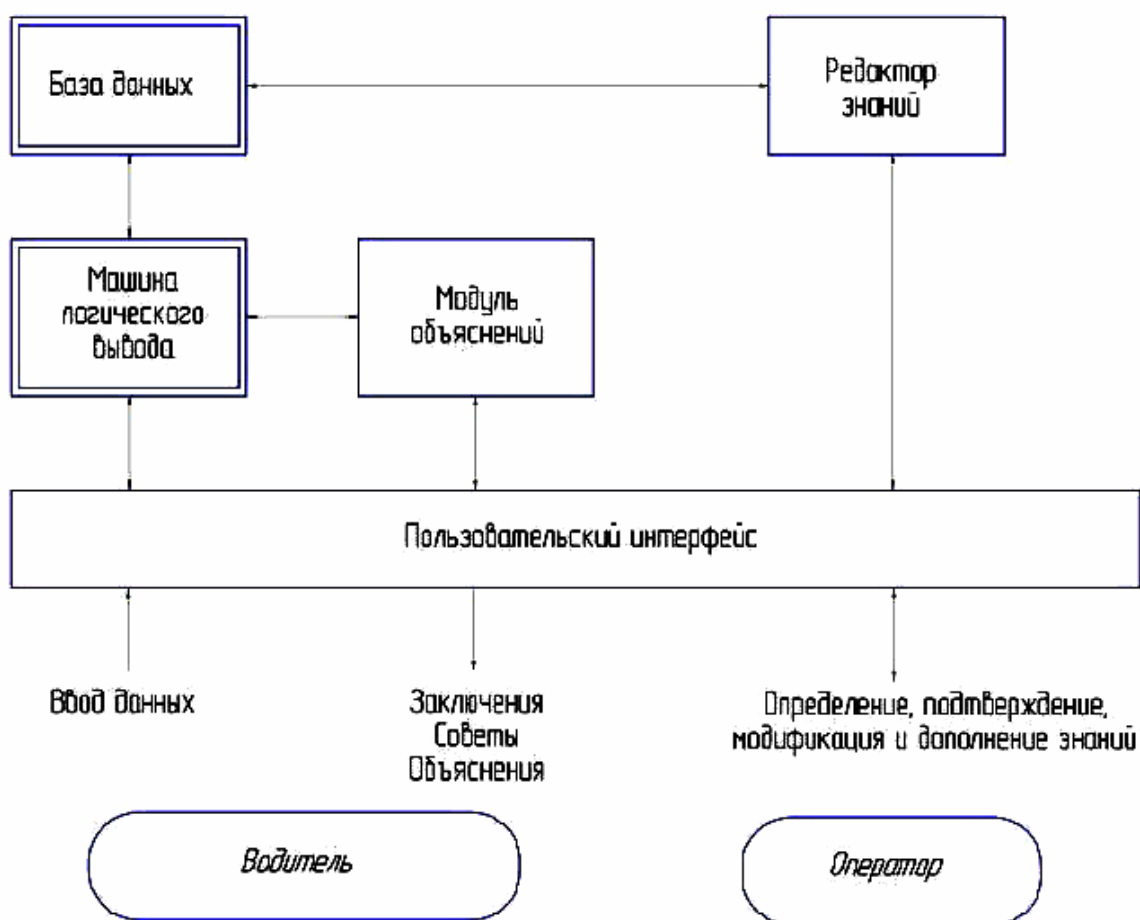 База данных
Редактор
знаний
Машина
логического
вывода
Модуль
объяснений
Пользовательский интерфейс
Ввод данных
Заключения
Советы
Объяснения
Определение, подтверждение,
модификация и дополнение знаний
Водитель
Оператор